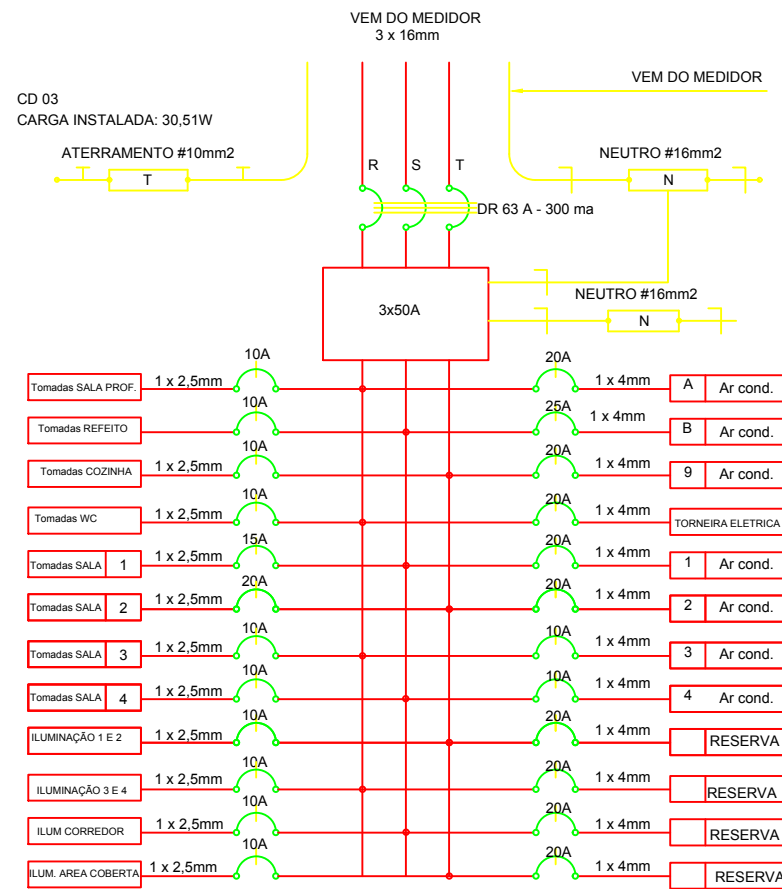 VEM DO MEDIDOR
3 x 16mm
VEM DO MEDIDOR
CD 03
CARGA INSTALADA: 30,51W
ATERRAMENTO #10mm2
T
R S T
NEUTRO #16mm2
N
DR 63 A - 300 ma
3x50A
NEUTRO #16mm2
N
Tomadas SALA PROF. 1 x 2,5mm 10A 20A 1 x 4mm A Ar cond.
Tomadas REFEITO 10A 25A 1 x 4mm B Ar cond.
Tomadas COZINHA 1 x 2,5mm 10A 20A 1 x 4mm 9 Ar cond.
Tomadas WC 1 x 2,5mm 10A 20A 1 x 4mm TORNEIRA ELETRICA
Tomadas SALA 1 1 x 2,5mm 15A 20A 1 x 4mm 1 Ar cond.
Tomadas SALA 2 1 x 2,5mm 20A 20A 1 x 4mm 2 Ar cond.
Tomadas SALA 3 1 x 2,5mm 10A 10A 1 x 4mm 3 Ar cond.
Tomadas SALA 4 1 x 2,5mm 10A 10A 1 x 4mm 4 Ar cond.
ILUMINAÇÃO 1 E 2 1 x 2,5mm 10A 20A 1 x 4mm RESERVA
ILUMINAÇÃO 3 E 4 1 x 2,5mm 10A 20A 1 x 4mm RESERVA
ILUM CORREDOR 1 x 2,5mm 10A 20A 1 x 4mm RESERVA
ILUM. AREA COBERTA 1 x 2,5mm 10A 20A 1 x 4mm RESERVA